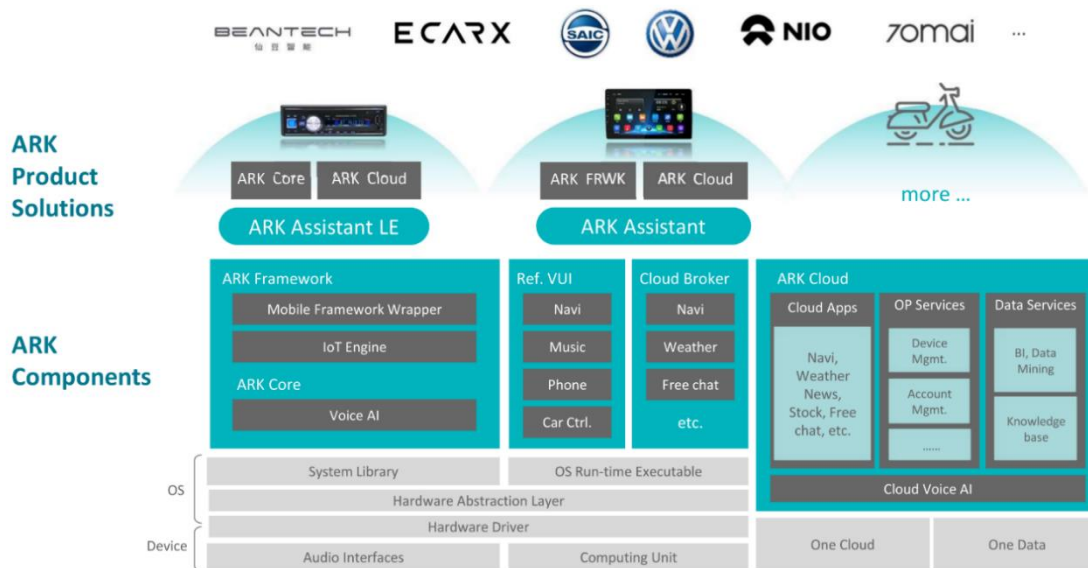 BEANTECH
仙豆智能
ECARX
SAIC
NIO
70mai
...
ARK
Product
Solutions
ARK Core
ARK Cloud
ARK Assistant LE
ARK FRWK
ARK Cloud
ARK Assistant
more ...
ARK
Components
ARK Framework
Mobile Framework Wrapper
IoT Engine
ARK Core
Voice AI
Ref. VUI
Navi
Music
Phone
Car Ctrl.
Cloud Broker
Navi
Weather
Free chat
etc.
ARK Cloud
Cloud Apps
Navi,
Weather
News,
Stock, Free
chat, etc.
OP Services
Device
Mgmt.
Account
Mgmt.
......
Data Services
BI, Data
Mining
Knowledge
base
Cloud Voice AI
OS
System Library
OS Run-time Executable
Hardware Abstraction Layer
Device
Hardware Driver
Audio Interfaces
Computing Unit
One Cloud
One Data